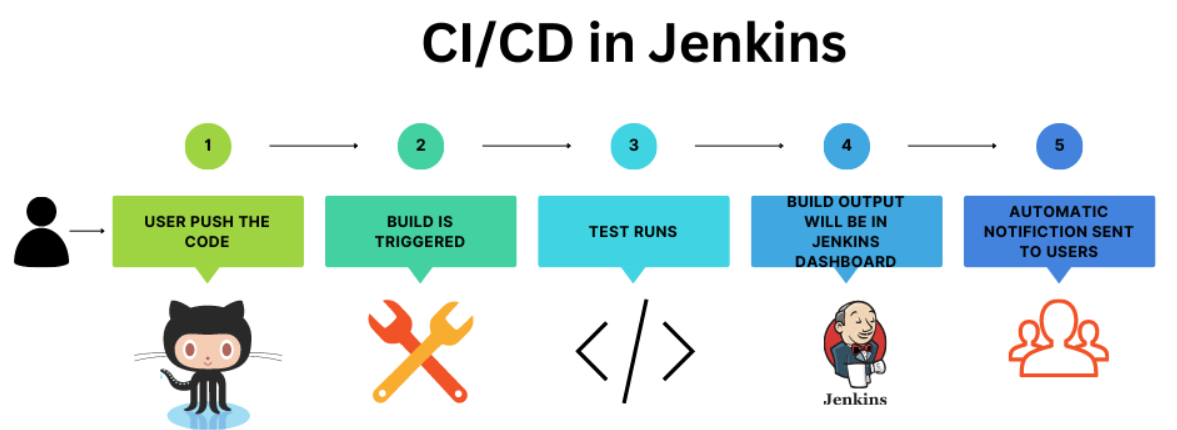 CI/CD in Jenkins
1
2
3
4
5
USER PUSH THE
CODE
BUILD IS
TRIGGERED
TEST RUNS
BUILD OUTPUT
WILL BE IN
JENKINS
DASHBOARD
AUTOMATIC
NOTIFICTION SENT
TO USERS
Jenkins